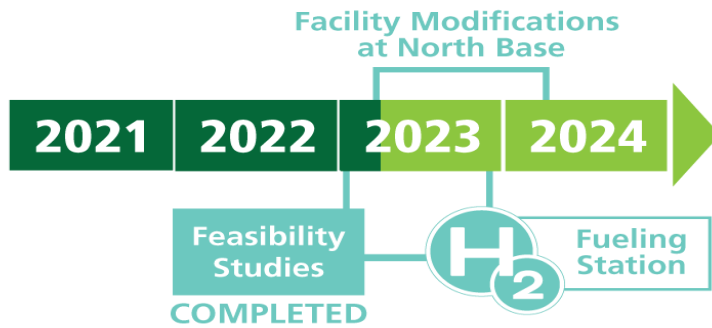 Facility Modifications
at North Base
2021 2022 2023 2024
Feasibility
Studies
COMPLETED
H2
Fueling
Station